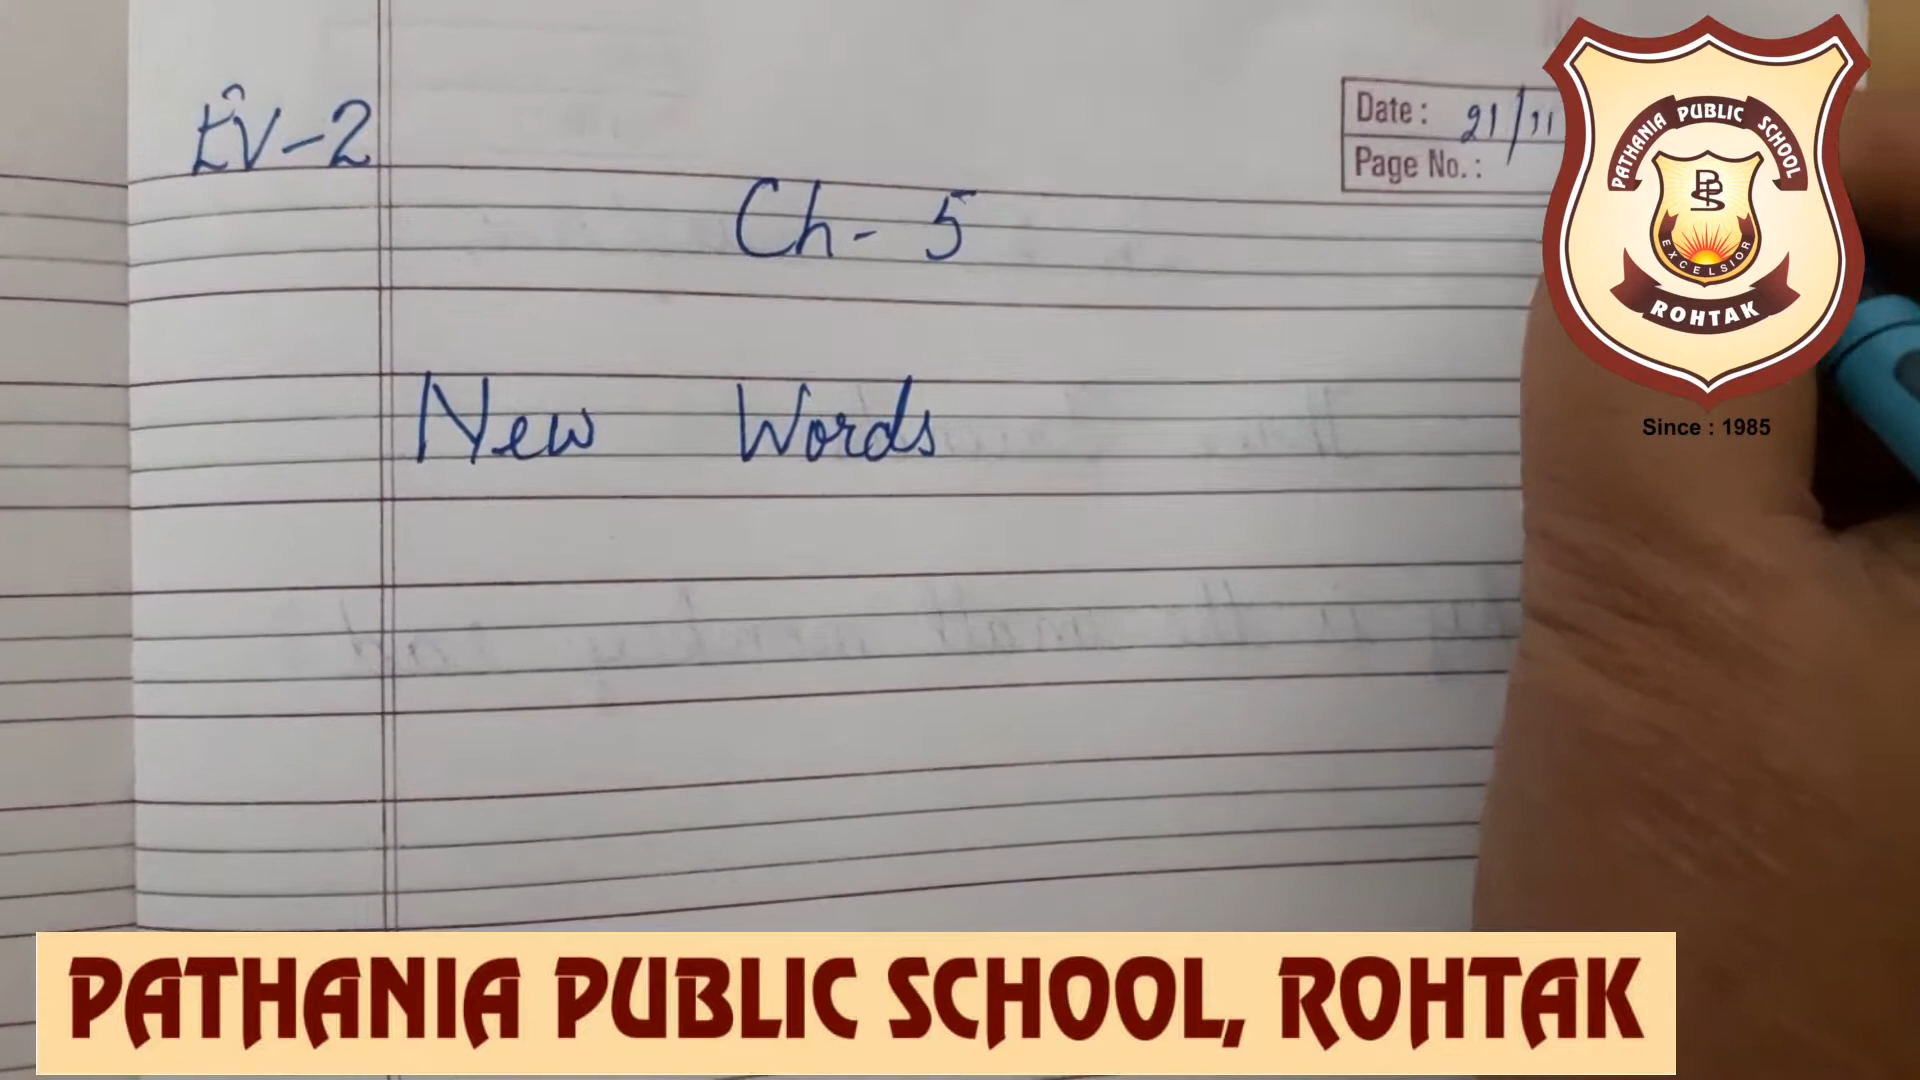 EV-2
Date: 21/11
Page No.:
Ch- 5
New Words
PATHANIA PUBLIC SCHOOL
PPS
EXCELSIOR
ROHTAK
Since : 1985
PATHANIA PUBLIC SCHOOL, ROHTAK